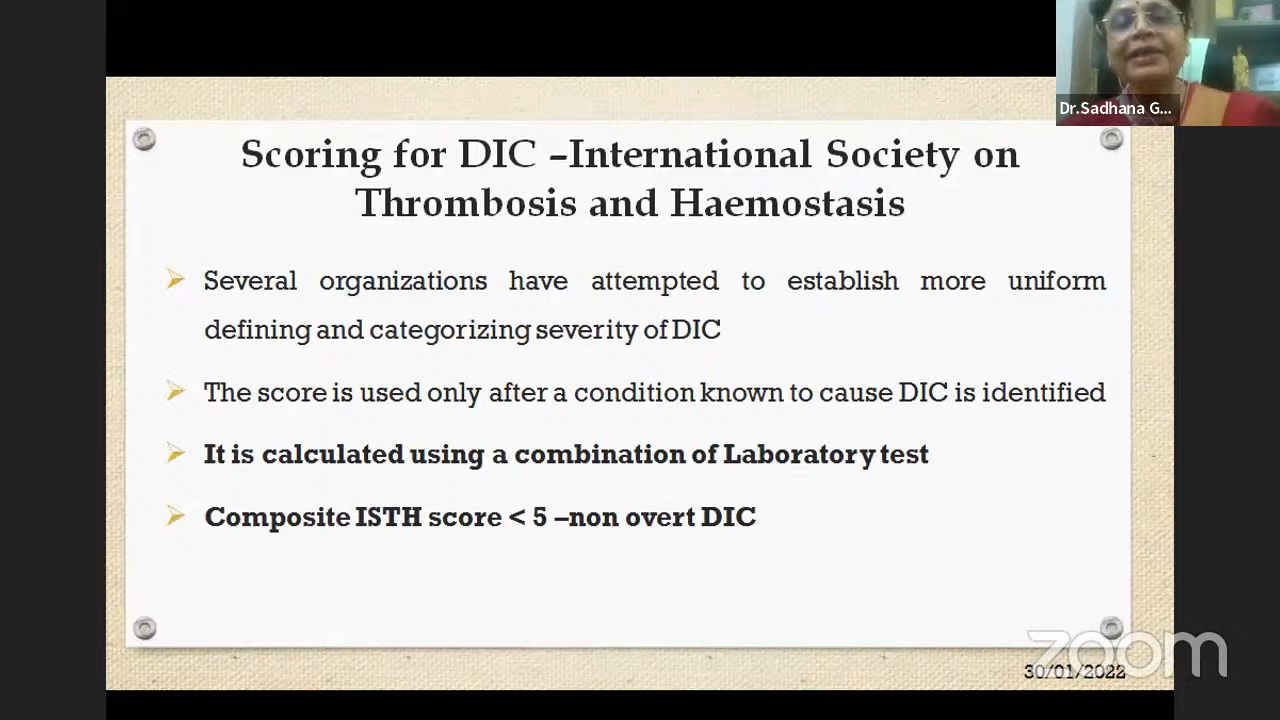 Dr.Sadhana G...
Scoring for DIC –International Society on
Thrombosis and Haemostasis
Several organizations have attempted to establish more uniform
defining and categorizing severity of DIC
The score is used only after a condition known to cause DIC is identified
It is calculated using a combination of Laboratory test
Composite ISTH score < 5 –non overt DIC
zoom
30/01/2022